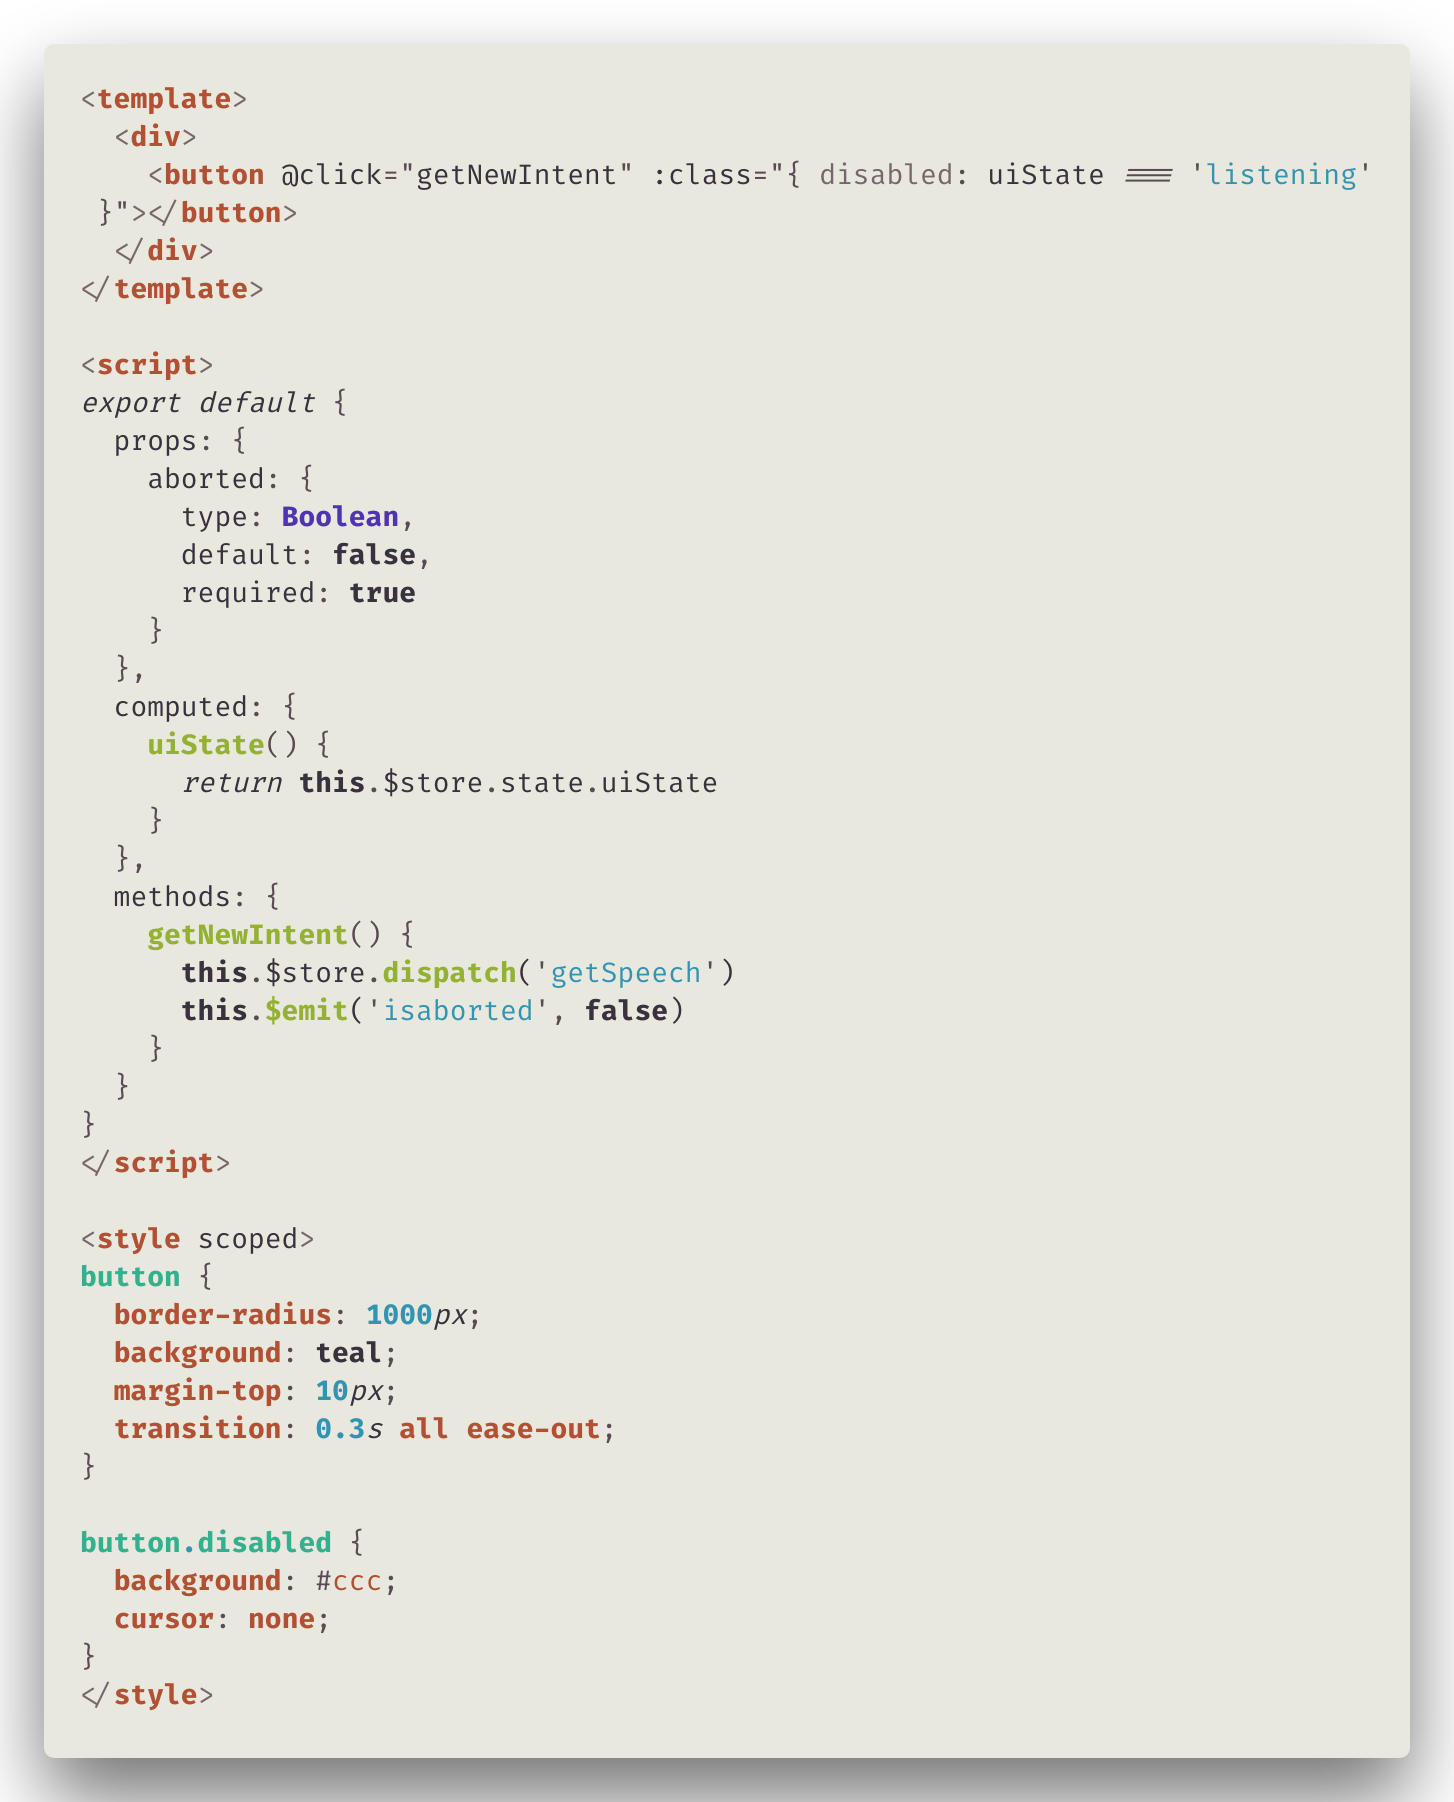 <template>
  <div>
    <button @click="getNewIntent" :class="{ disabled: uiState === 'listening'
 }"></button>
  </div>
</template>

<script>
export default {
  props: {
    aborted: {
      type: Boolean,
      default: false,
      required: true
    }
  },
  computed: {
    uiState() {
      return this.$store.state.uiState
    }
  },
  methods: {
    getNewIntent() {
      this.$store.dispatch('getSpeech')
      this.$emit('isaborted', false)
    }
  }
}
</script>

<style scoped>
button {
  border-radius: 1000px;
  background: teal;
  margin-top: 10px;
  transition: 0.3s all ease-out;
}

button.disabled {
  background: #ccc;
  cursor: none;
}
</style>